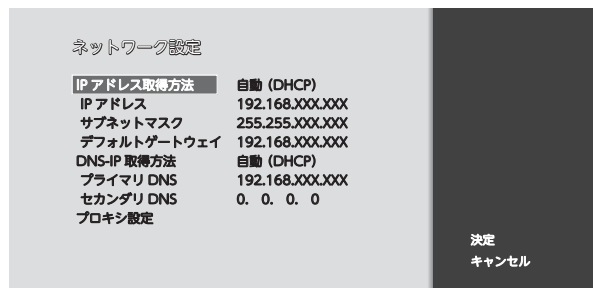 ネットワーク設定
IP アドレス取得方法 自動 (DHCP)
IP アドレス 192.168.XXX.XXX
サブネットマスク 255.255.XXX.XXX
デフォルトゲートウェイ 192.168.XXX.XXX
DNS-IP 取得方法 自動 (DHCP)
プライマリ DNS 192.168.XXX.XXX
セカンダリ DNS 0. 0. 0. 0
プロキシ設定
決定
キャンセル